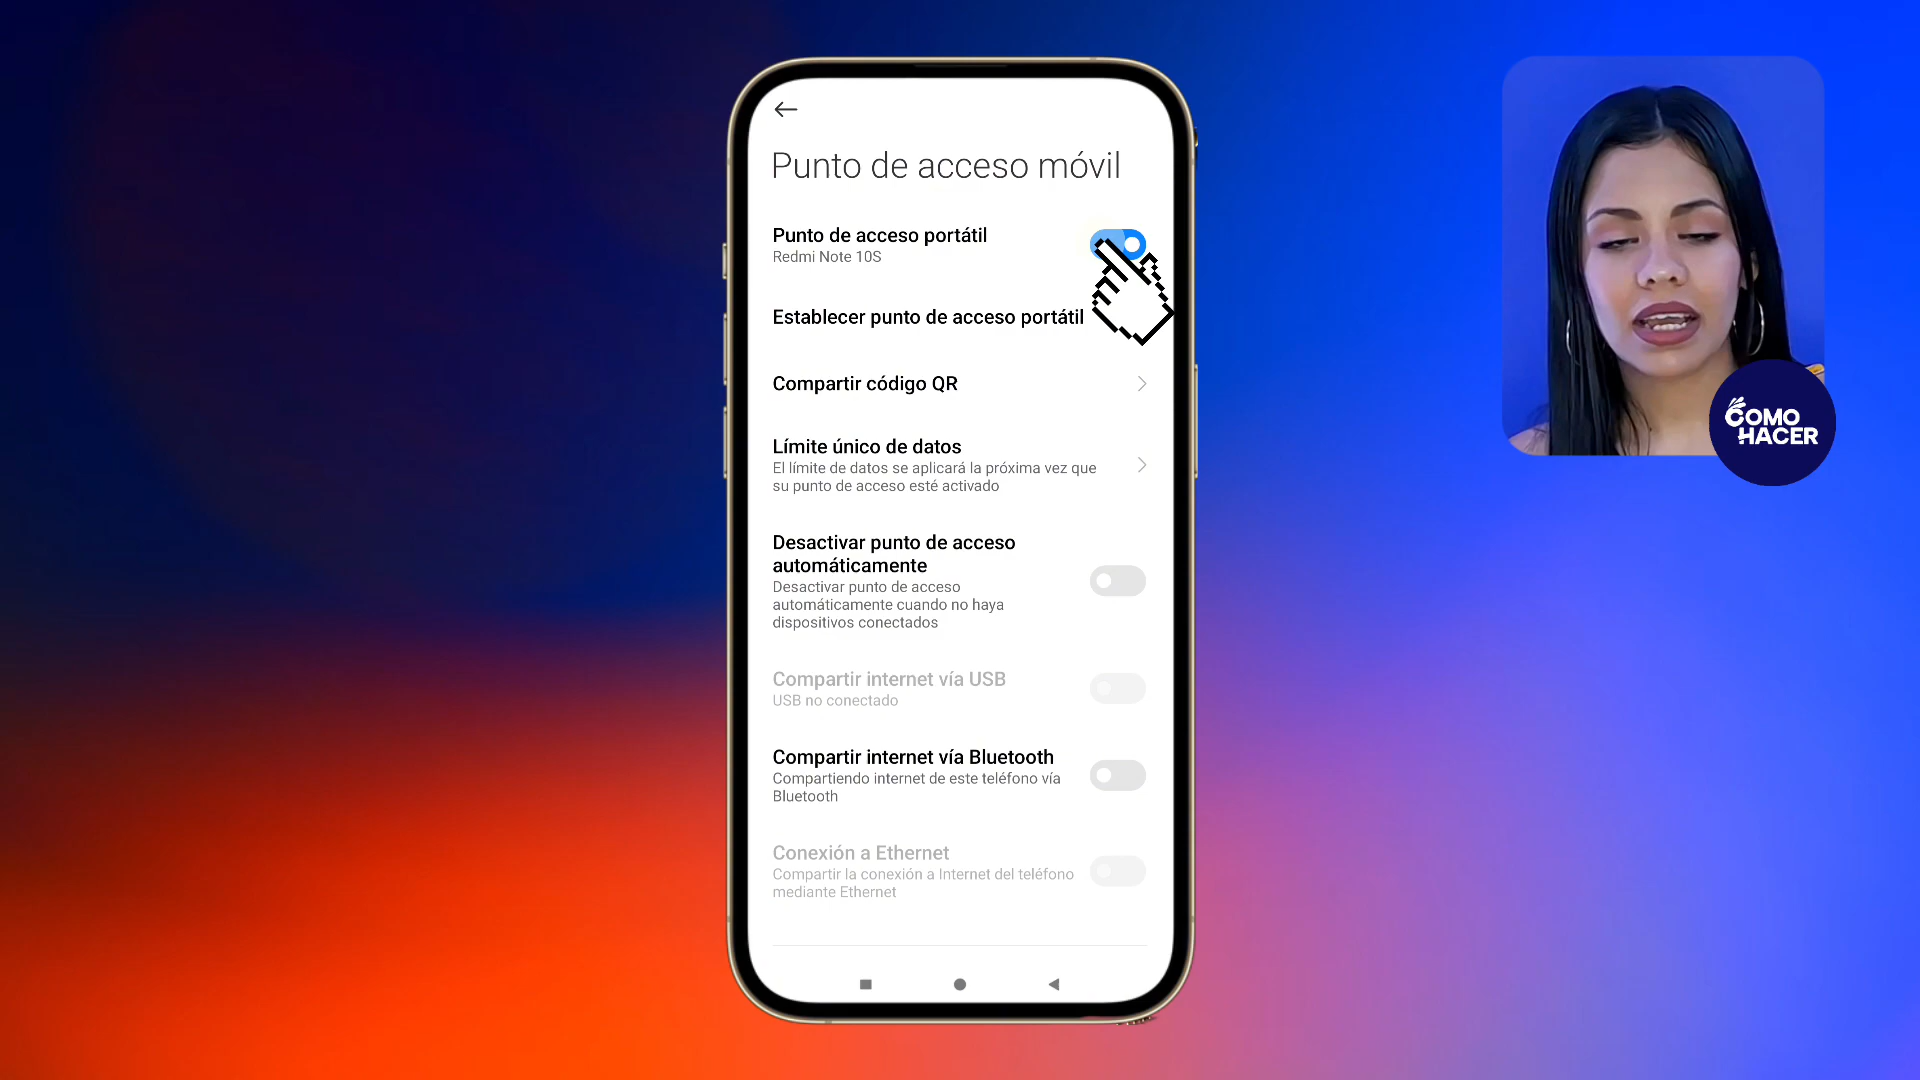 Punto de acceso móvil
Punto de acceso portátil
Redmi Note 10S
Establecer punto de acceso portátil
Compartir código QR
Límite único de datos
El límite de datos se aplicará la próxima vez que
su punto de acceso esté activado
Desactivar punto de acceso
automáticamente
Desactivar punto de acceso
automáticamente cuando no haya
dispositivos conectados
Compartir internet vía USB
USB no conectado
Compartir internet vía Bluetooth
Compartiendo internet de este teléfono vía
Bluetooth
Conexión a Ethernet
Compartir la conexión a Internet del teléfono
mediante Ethernet
COMO
HACER